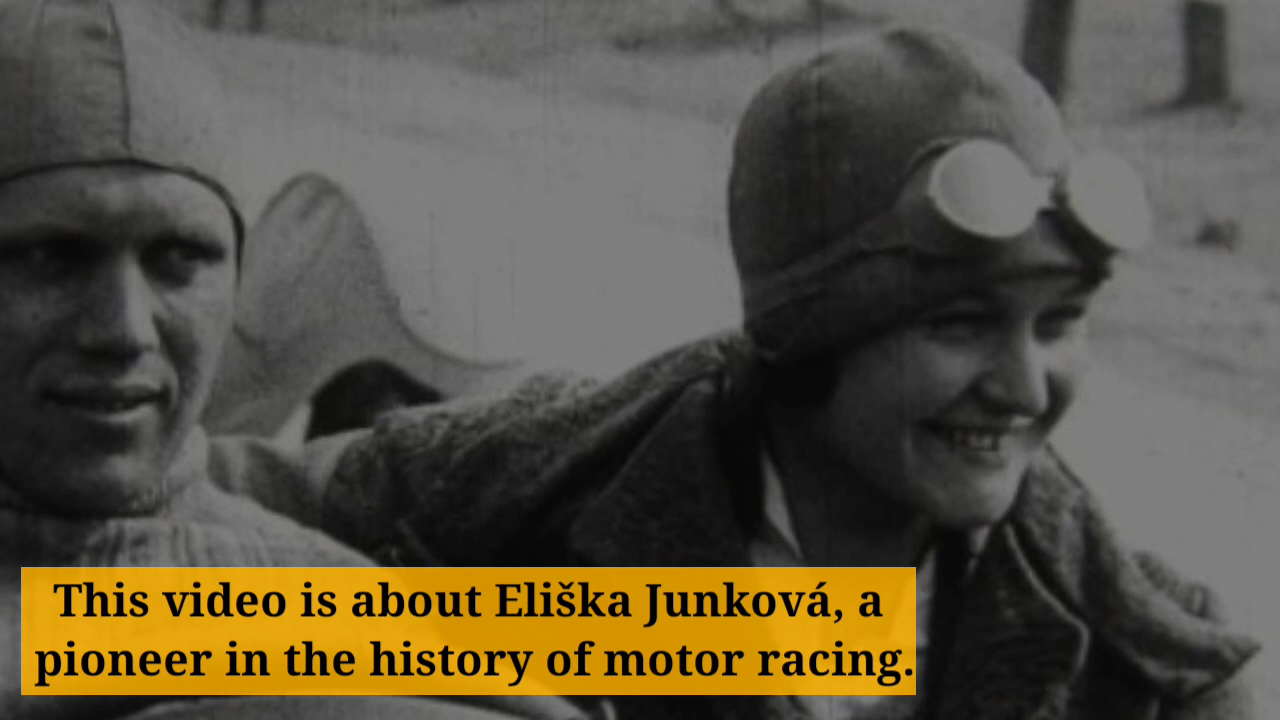 This video is about Eliška Junková, a
pioneer in the history of motor racing.